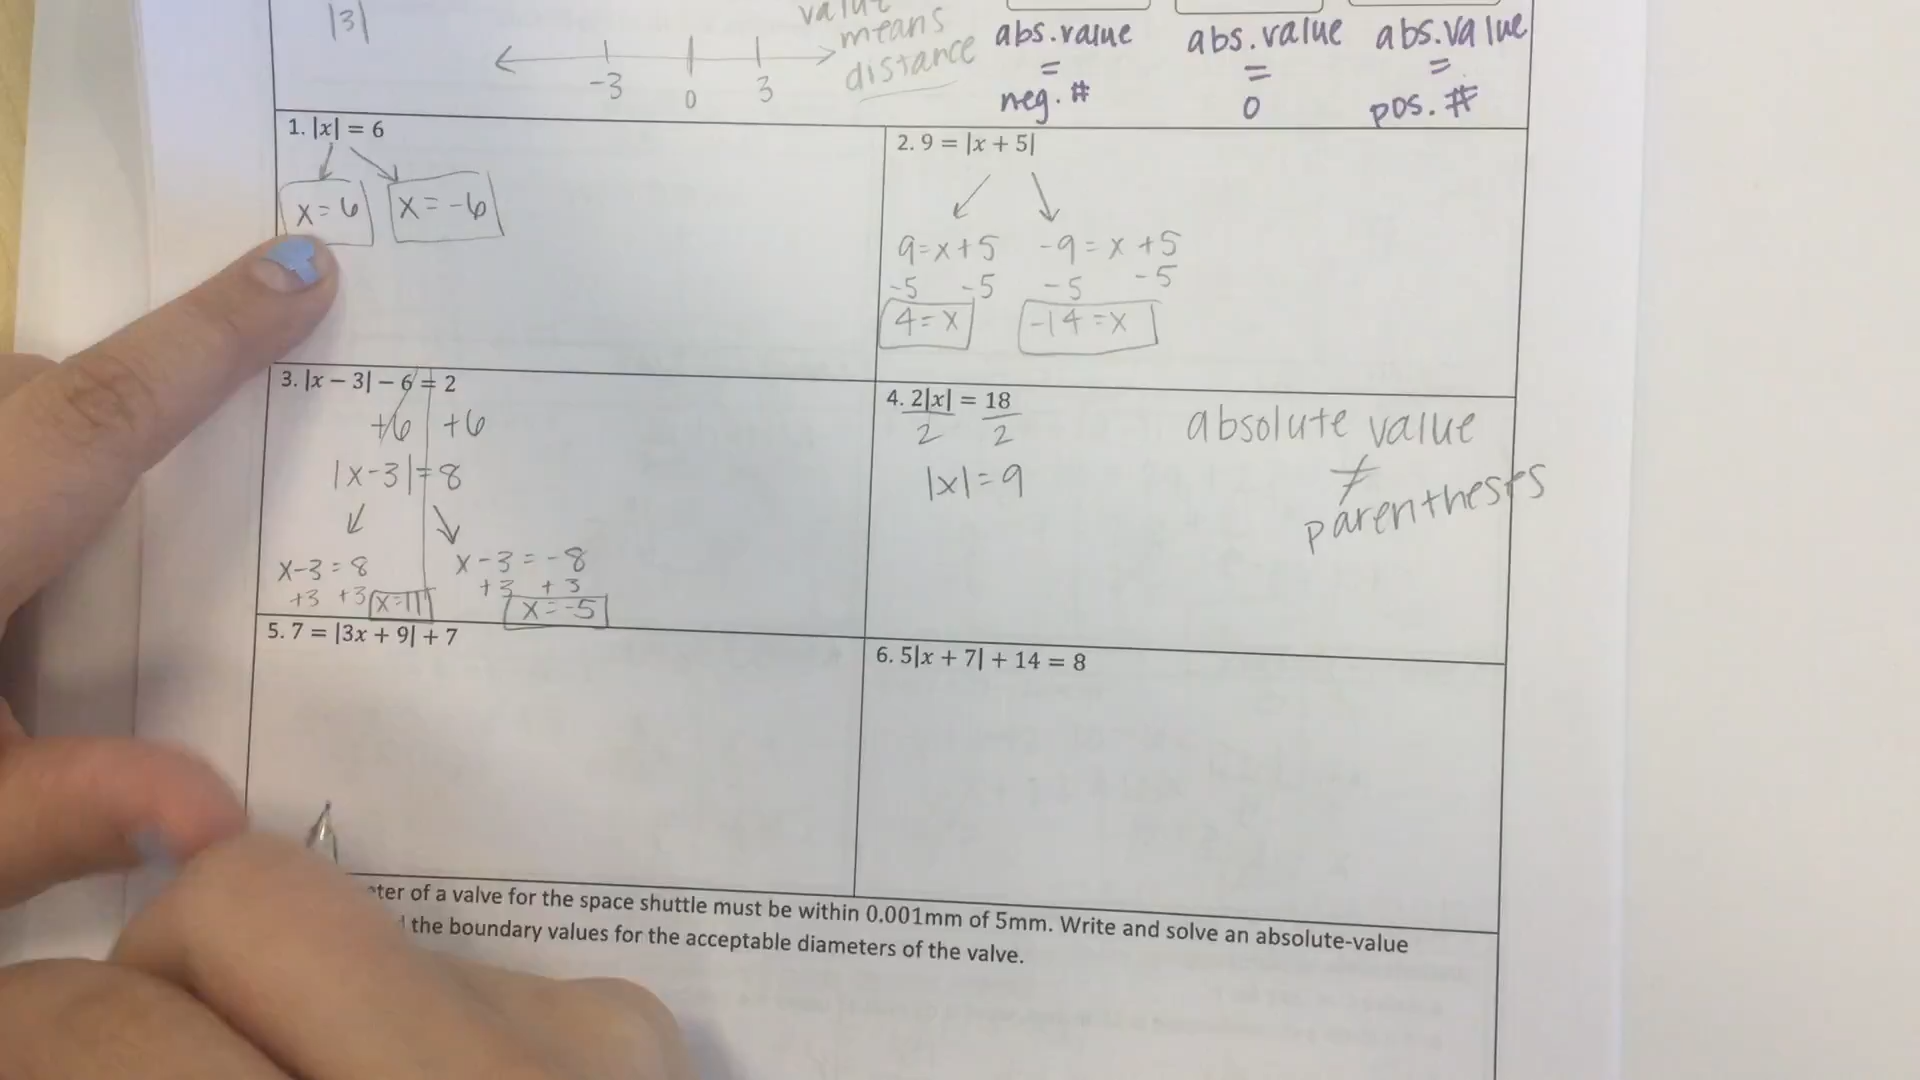 |3|
means
distance
-3 0 3
abs.value
=
neg. #
abs.value
=
0
abs.value
=
pos. #
1. |x| = 6
x = 6 x = -6
2. 9 = |x + 5|
9=x+5 -9 = x +5
-5 -5 -5 -5
4 = x -14 = x
3. |x − 3| − 6 = 2
+6 +6
|x-3| = 8
x-3 = 8 x-3 = -8
+3 +3 x=11 +3 +3
x = -5
4. 2|x| = 18
2 2
|x| = 9
absolute value
≠
parentheses
5. 7 = |3x + 9| + 7
6. 5|x + 7| + 14 = 8
of a valve for the space shuttle must be within 0.001mm of 5mm. Write and solve an absolute-value
the boundary values for the acceptable diameters of the valve.